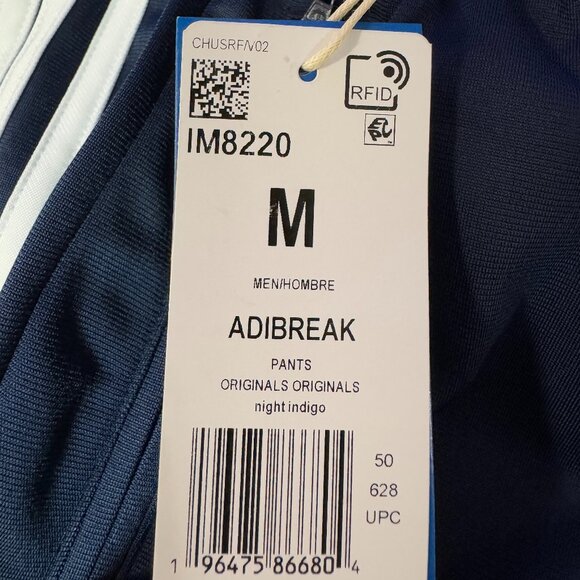 CHUSRF/V02
RFID
EPC
IM8220
M
MEN/HOMBRE
ADIBREAK
PANTS
ORIGINALS ORIGINALS
night indigo
50
628
UPC
1 96475 86680 4